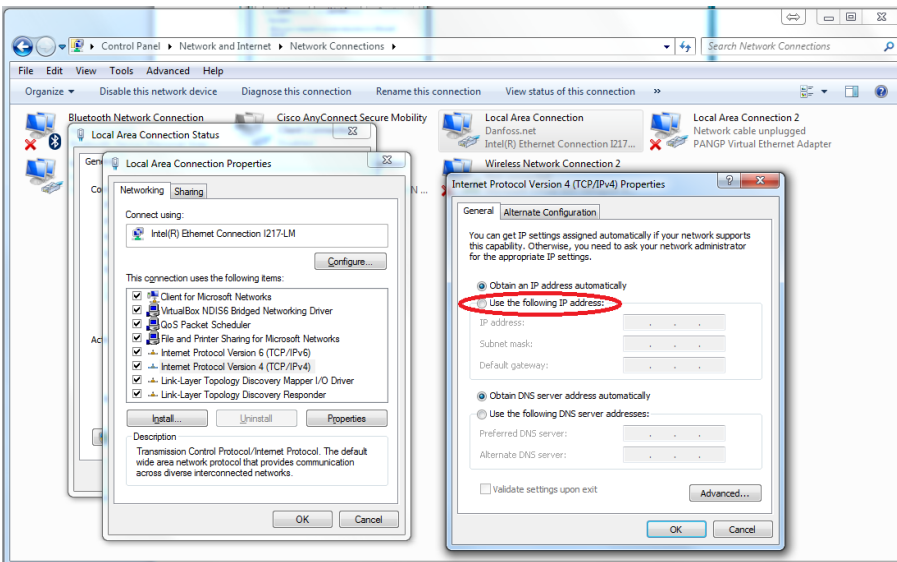 Control Panel ▸ Network and Internet ▸ Network Connections ▸
Search Network Connections
File Edit View Tools Advanced Help
Organize ▾ Disable this network device Diagnose this connection Rename this connection View status of this connection »
Bluetooth Network Connection
Cisco AnyConnect Secure Mobility
Local Area Connection
Danfoss.net
Intel(R) Ethernet Connection I217...
Local Area Connection 2
Network cable unplugged
PANGP Virtual Ethernet Adapter
Wireless Network Connection 2
Local Area Connection Status
Local Area Connection Properties
Networking
Sharing
Connect using:
Intel(R) Ethernet Connection I217-LM
Configure...
This connection uses the following items:
Client for Microsoft Networks
VirtualBox NDIS6 Bridged Networking Driver
QoS Packet Scheduler
File and Printer Sharing for Microsoft Networks
Internet Protocol Version 6 (TCP/IPv6)
Internet Protocol Version 4 (TCP/IPv4)
Link-Layer Topology Discovery Mapper I/O Driver
Link-Layer Topology Discovery Responder
Install... Uninstall Properties
Description
Transmission Control Protocol/Internet Protocol. The default
wide area network protocol that provides communication
across diverse interconnected networks.
OK Cancel
Internet Protocol Version 4 (TCP/IPv4) Properties
General
Alternate Configuration
You can get IP settings assigned automatically if your network supports
this capability. Otherwise, you need to ask your network administrator
for the appropriate IP settings.
Obtain an IP address automatically
Use the following IP address:
IP address:
Subnet mask:
Default gateway:
Obtain DNS server address automatically
Use the following DNS server addresses:
Preferred DNS server:
Alternate DNS server:
Validate settings upon exit
Advanced...
OK Cancel